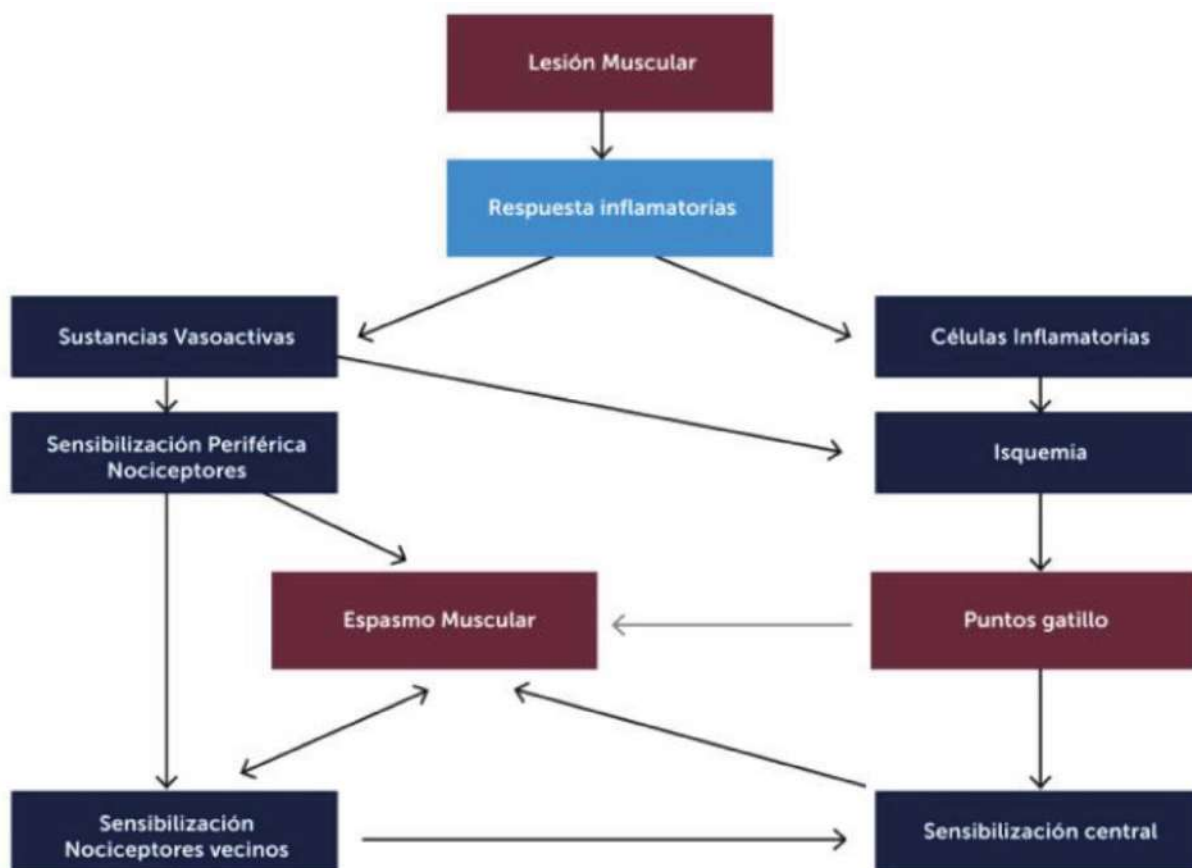 Lesión Muscular
Respuesta inflamatorias
Sustancias Vasoactivas
Células Inflamatorias
Sensibilización Periférica
Nociceptores
Isquemia
Espasmo Muscular
Puntos gatillo
Sensibilización
Nociceptores vecinos
Sensibilización central